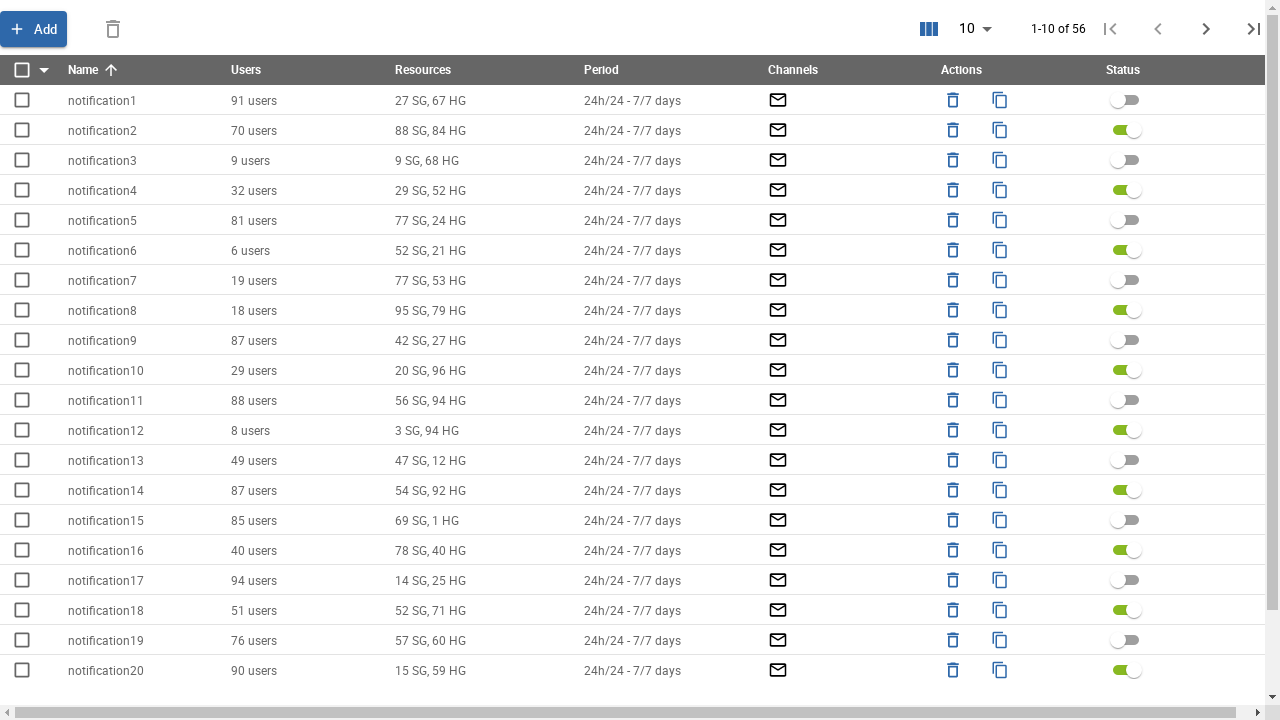 Add
10
1-10 of 56
Name Users Resources Period Channels Actions Status
notification1 91 users 27 SG, 67 HG 24h/24 - 7/7 days
notification2 70 users 88 SG, 84 HG 24h/24 - 7/7 days
notification3 9 users 9 SG, 68 HG 24h/24 - 7/7 days
notification4 32 users 29 SG, 52 HG 24h/24 - 7/7 days
notification5 81 users 77 SG, 24 HG 24h/24 - 7/7 days
notification6 6 users 52 SG, 21 HG 24h/24 - 7/7 days
notification7 19 users 77 SG, 53 HG 24h/24 - 7/7 days
notification8 18 users 95 SG, 79 HG 24h/24 - 7/7 days
notification9 87 users 42 SG, 27 HG 24h/24 - 7/7 days
notification10 29 users 20 SG, 96 HG 24h/24 - 7/7 days
notification11 88 users 56 SG, 94 HG 24h/24 - 7/7 days
notification12 8 users 3 SG, 94 HG 24h/24 - 7/7 days
notification13 49 users 47 SG, 12 HG 24h/24 - 7/7 days
notification14 87 users 54 SG, 92 HG 24h/24 - 7/7 days
notification15 85 users 69 SG, 1 HG 24h/24 - 7/7 days
notification16 40 users 78 SG, 40 HG 24h/24 - 7/7 days
notification17 94 users 14 SG, 25 HG 24h/24 - 7/7 days
notification18 51 users 52 SG, 71 HG 24h/24 - 7/7 days
notification19 76 users 57 SG, 60 HG 24h/24 - 7/7 days
notification20 90 users 15 SG, 59 HG 24h/24 - 7/7 days